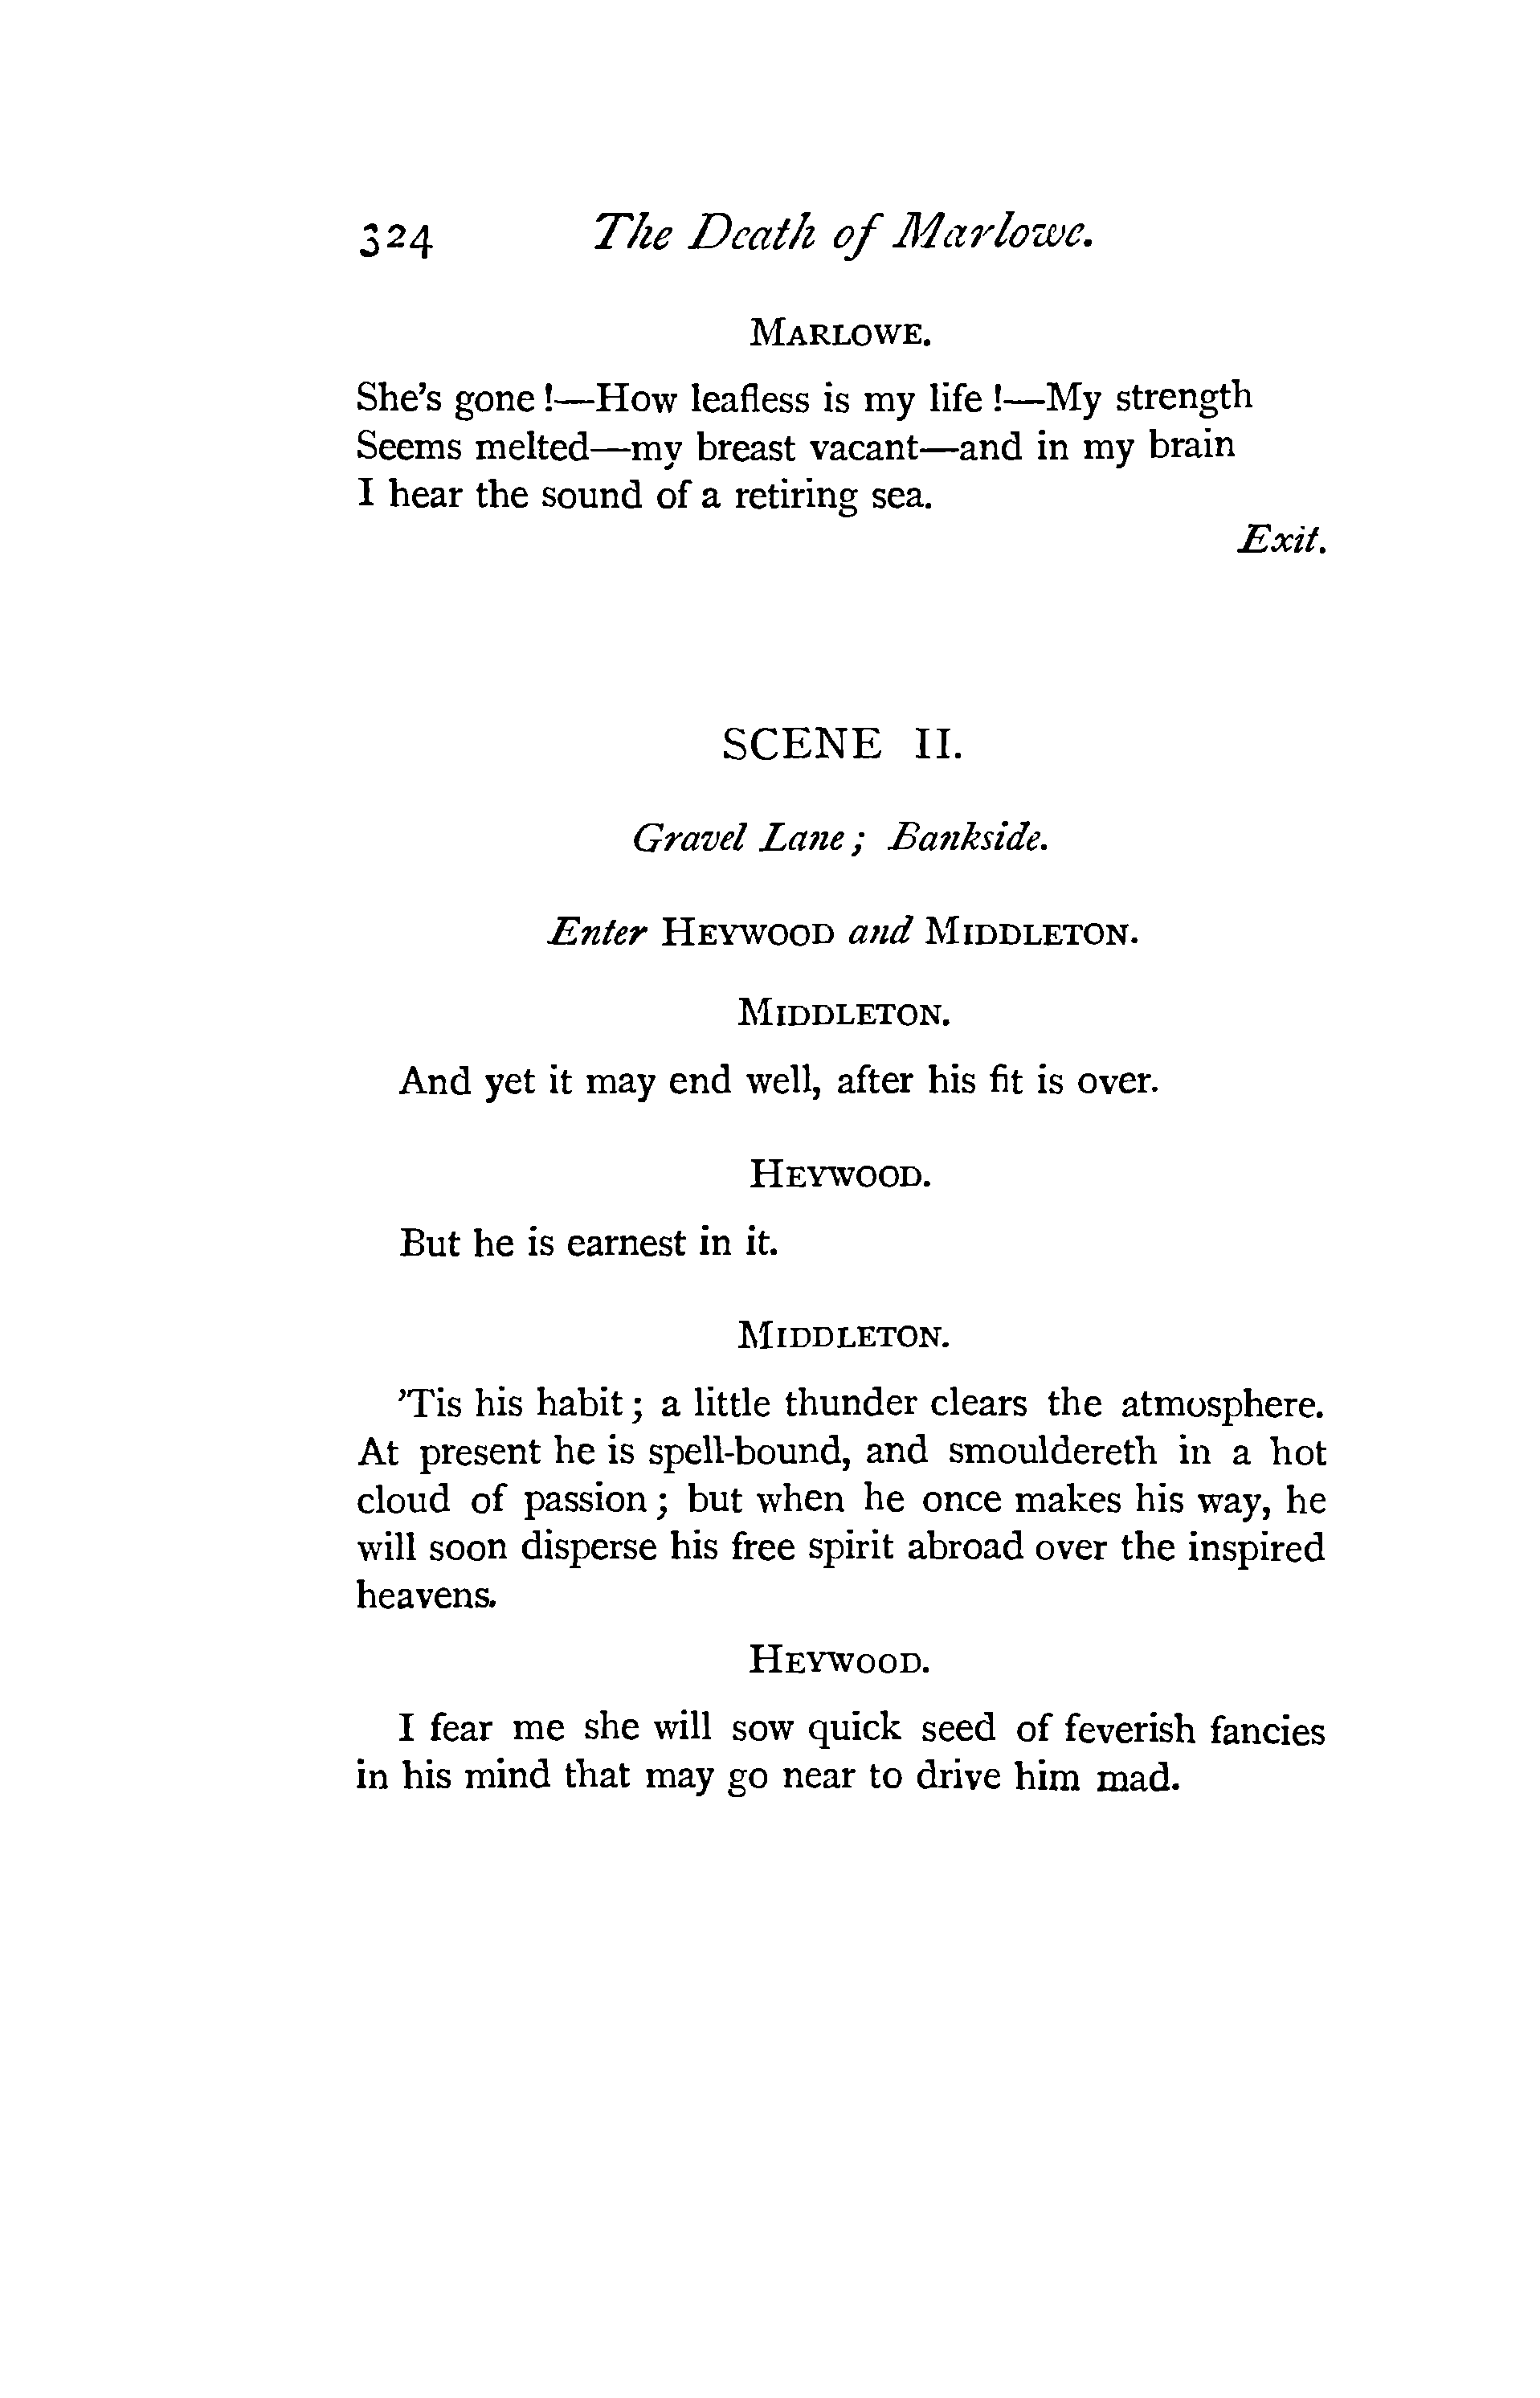 324 The Death of Marlowe.
MARLOWE.
She's gone !—How leafless is my life !—My strength
Seems melted—my breast vacant—and in my brain
I hear the sound of a retiring sea.
Exit.
SCENE II.
Gravel Lane ; Bankside.
Enter HEYWOOD and MIDDLETON.
MIDDLETON.
And yet it may end well, after his fit is over.
HEYWOOD.
But he is earnest in it.
MIDDLETON.
’Tis his habit ; a little thunder clears the atmosphere.
At present he is spell-bound, and smouldereth in a hot
cloud of passion ; but when he once makes his way, he
will soon disperse his free spirit abroad over the inspired
heavens.
HEYWOOD.
I fear me she will sow quick seed of feverish fancies
in his mind that may go near to drive him mad.